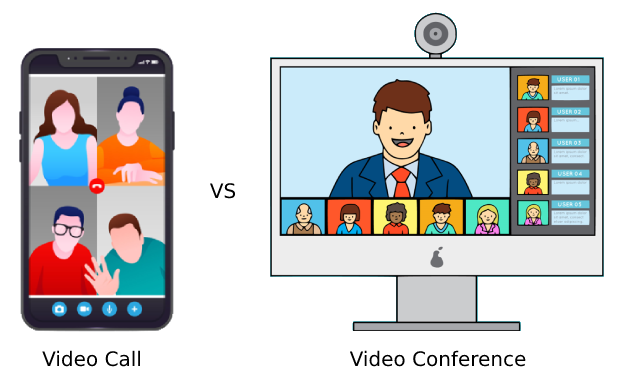 USER 01
USER 02
USER 03
USER 04
USER 05
VS
Video Call
Video Conference